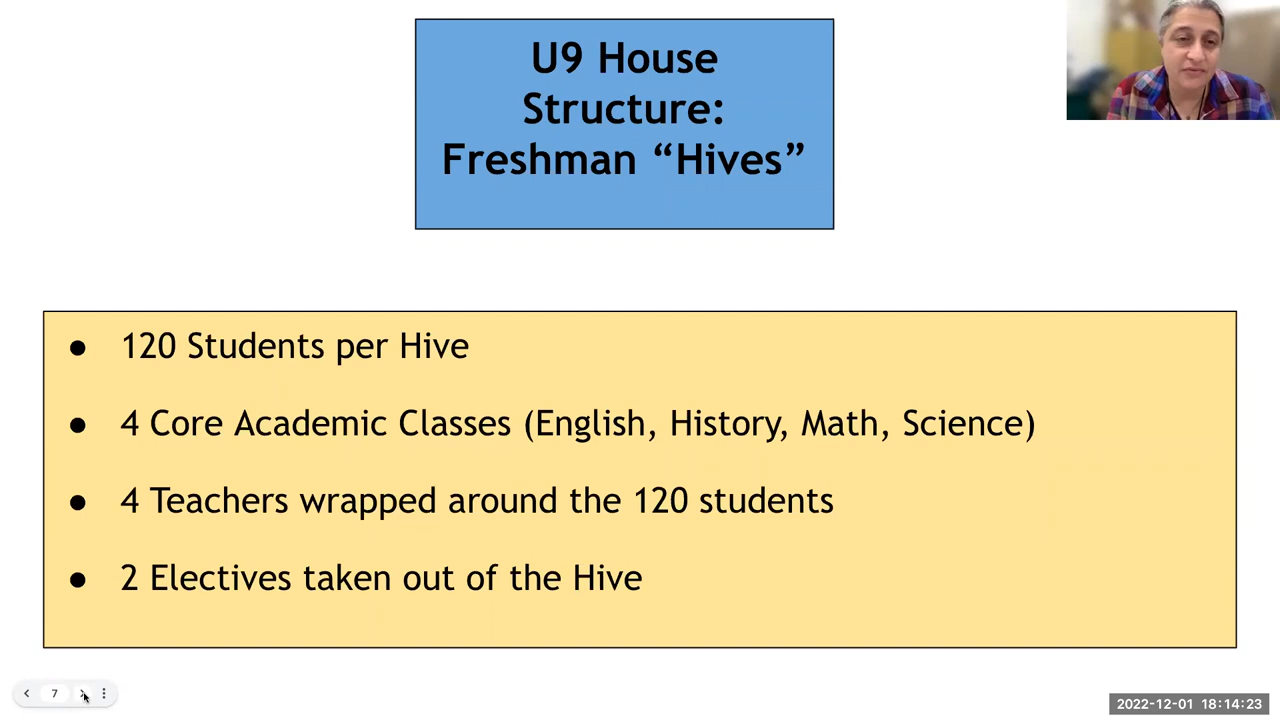 U9 House
Structure:
Freshman “Hives”
● 120 Students per Hive
● 4 Core Academic Classes (English, History, Math, Science)
● 4 Teachers wrapped around the 120 students
● 2 Electives taken out of the Hive
7
2022-12-01 18:14:23